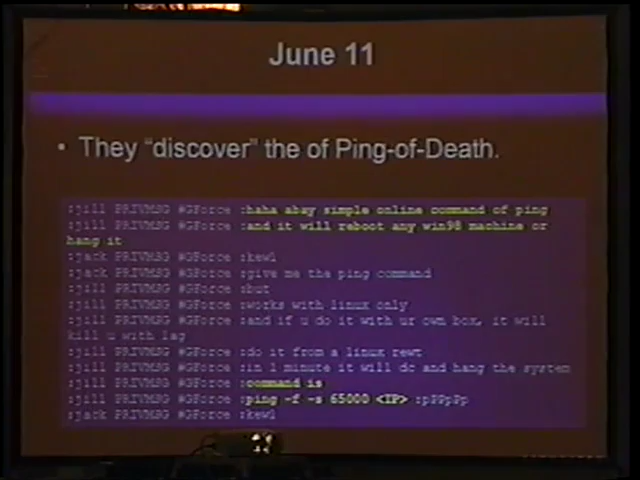 June 11
• They “discover” the of Ping-of-Death.
:jill PRIVMSG #GForce :haha abay simple online command of ping
:jill PRIVMSG #GForce :and it will reboot any win98 machine or
hang it
:jack PRIVMSG #GForce :kewl
:jack PRIVMSG #GForce :give me the ping command
:jill PRIVMSG #GForce :but
:jill PRIVMSG #GForce :works with linux only
:jill PRIVMSG #GForce :and if u do it with ur own box, it will
kill u with lag
:jill PRIVMSG #GForce :do it from a linux rewt
:jill PRIVMSG #GForce :in 1 minute it will dc and hang the system
:jill PRIVMSG #GForce :command is
:jill PRIVMSG #GForce :ping -f -s 65000 <IP> :pPPpPp
:jack PRIVMSG #GForce :kewl